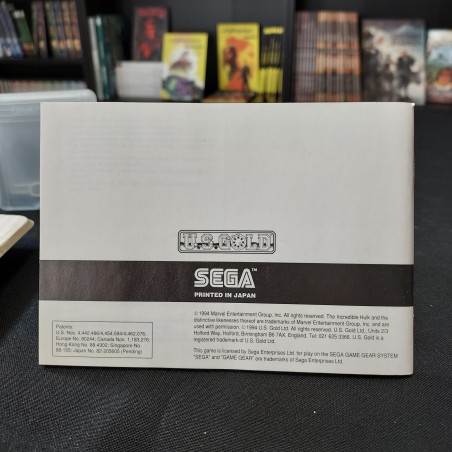 U.S. GOLD
SEGA™
PRINTED IN JAPAN
Patents:
U.S. Nos. 4,442,486/4,454,594/4,462,076
Europe No. 80244; Canada Nos. 1,183,276
Hong Kong No. 88-4302; Singapore No.
88-155; Japan No. 82-205605 (Pending)
© 1994 Marvel Entertainment Group, Inc. All rights reserved. The Incredible Hulk and the
distinctive likenesses thereof are trademarks of Marvel Entertainment Group, Inc. and are
used with permission. © 1994 U.S. Gold Ltd. All rights reserved. U.S. Gold Ltd., Units 2/3
Holford Way, Holford, Birmingham B6 7AX. England. Tel: 021 625 3366. U.S. Gold is a
registered trademark of U.S. Gold Ltd.
This game is licensed by Sega Enterprises Ltd. for play on the SEGA GAME GEAR SYSTEM
"SEGA" and "GAME GEAR" are trademarks of Sega Enterprises Ltd.